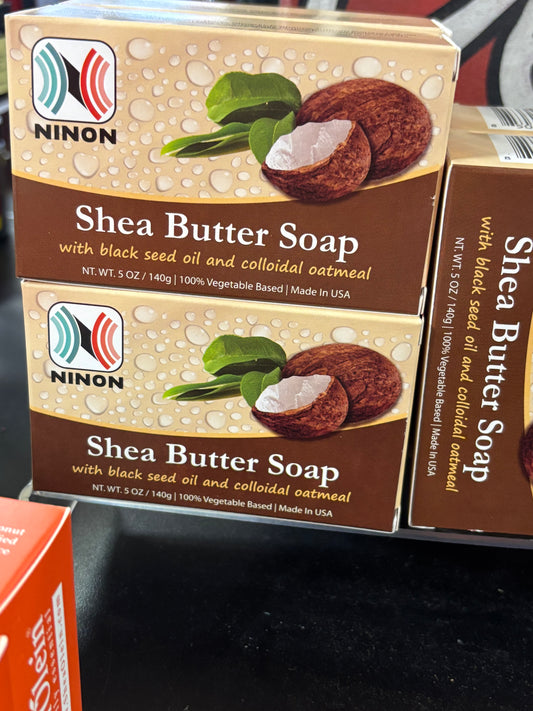 NINON
Shea Butter Soap
with black seed oil and colloidal oatmeal
NT. WT. 5 OZ / 140g | 100% Vegetable Based | Made In USA
NINON
Shea Butter Soap
with black seed oil and colloidal oatmeal
NT. WT. 5 OZ / 140g | 100% Vegetable Based | Made In USA
Shea Butter Soap
with black seed oil and colloidal oatmeal
NT. WT. 5 OZ / 140g | 100% Vegetable Based | Made In USA